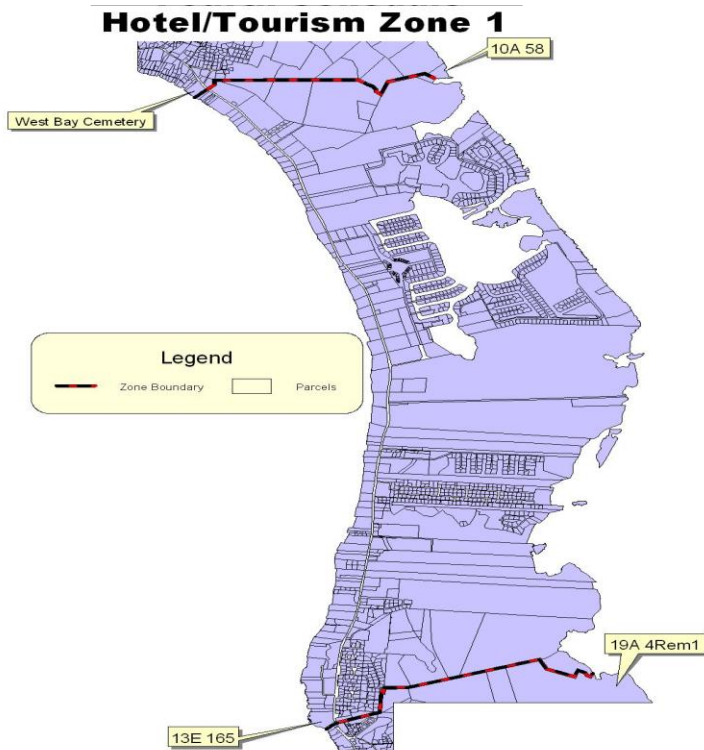 Hotel/Tourism Zone 1
10A 58
West Bay Cemetery
Legend
Zone Boundary Parcels
19A 4Rem1
13E 165